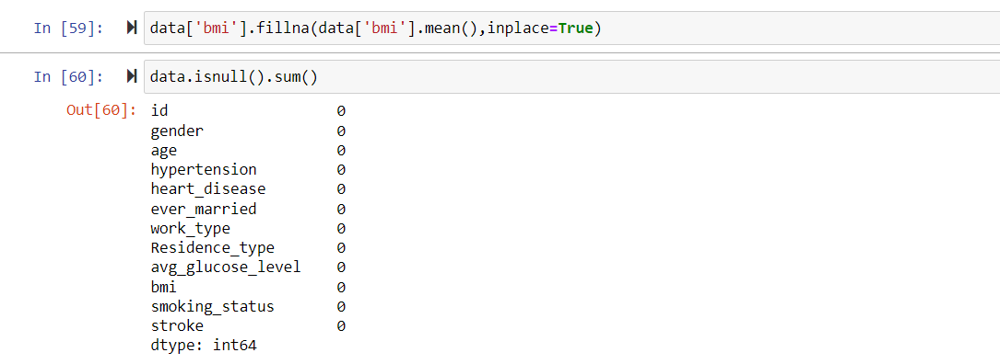 In [59]: data['bmi'].fillna(data['bmi'].mean(),inplace=True)
In [60]: data.isnull().sum()
Out[60]: id 0
gender 0
age 0
hypertension 0
heart_disease 0
ever_married 0
work_type 0
Residence_type 0
avg_glucose_level 0
bmi 0
smoking_status 0
stroke 0
dtype: int64